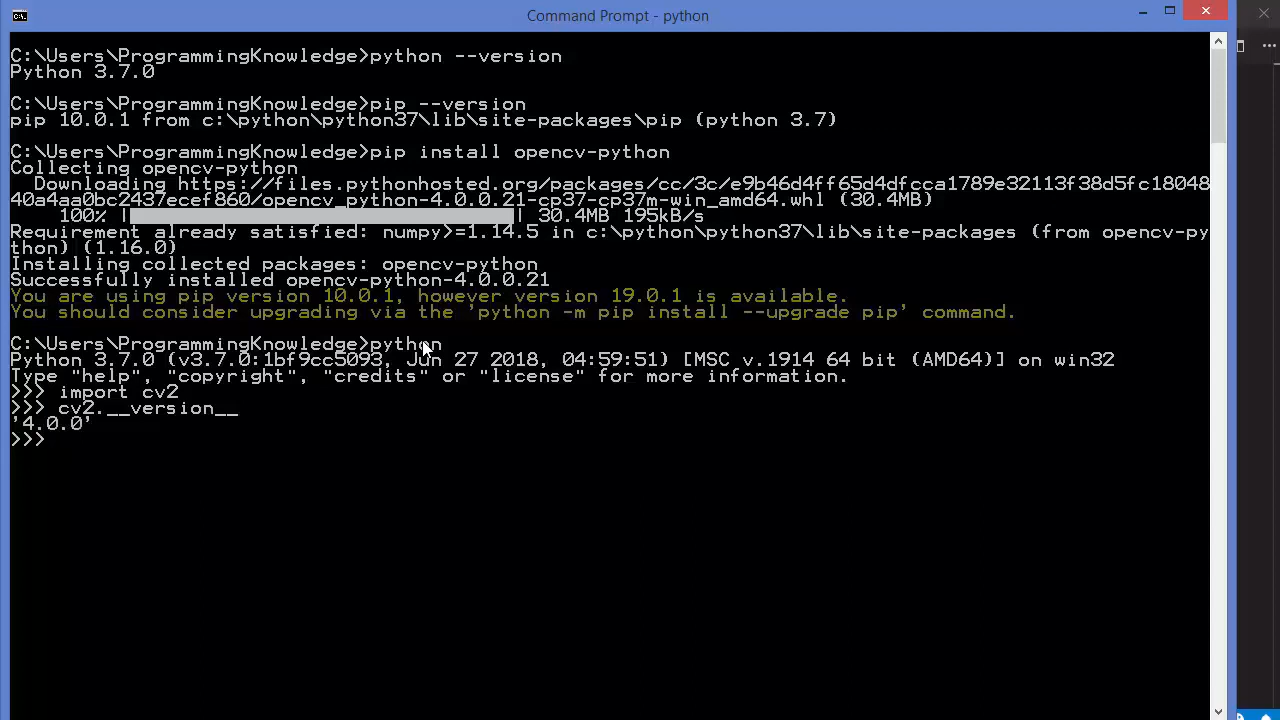 Command Prompt - python
C:\Users\ProgrammingKnowledge>python --version
Python 3.7.0
C:\Users\ProgrammingKnowledge>pip --version
pip 10.0.1 from c:\python\python37\lib\site-packages\pip (python 3.7)
C:\Users\ProgrammingKnowledge>pip install opencv-python
Collecting opencv-python
  Downloading https://files.pythonhosted.org/packages/cc/3c/e9b46d4ff65d4dfcca1789e32113f38d5fc18048
40a4aa0bc2437ecef860/opencv_python-4.0.0.21-cp37-cp37m-win_amd64.whl (30.4MB)
    100% |████████████████████████████████| 30.4MB 195kB/s
Requirement already satisfied: numpy>=1.14.5 in c:\python\python37\lib\site-packages (from opencv-py
thon) (1.16.0)
Installing collected packages: opencv-python
Successfully installed opencv-python-4.0.0.21
You are using pip version 10.0.1, however version 19.0.1 is available.
You should consider upgrading via the 'python -m pip install --upgrade pip' command.
C:\Users\ProgrammingKnowledge>python
Python 3.7.0 (v3.7.0:1bf9cc5093, Jun 27 2018, 04:59:51) [MSC v.1914 64 bit (AMD64)] on win32
Type "help", "copyright", "credits" or "license" for more information.
>>> import cv2
>>> cv2.__version__
'4.0.0'
>>>